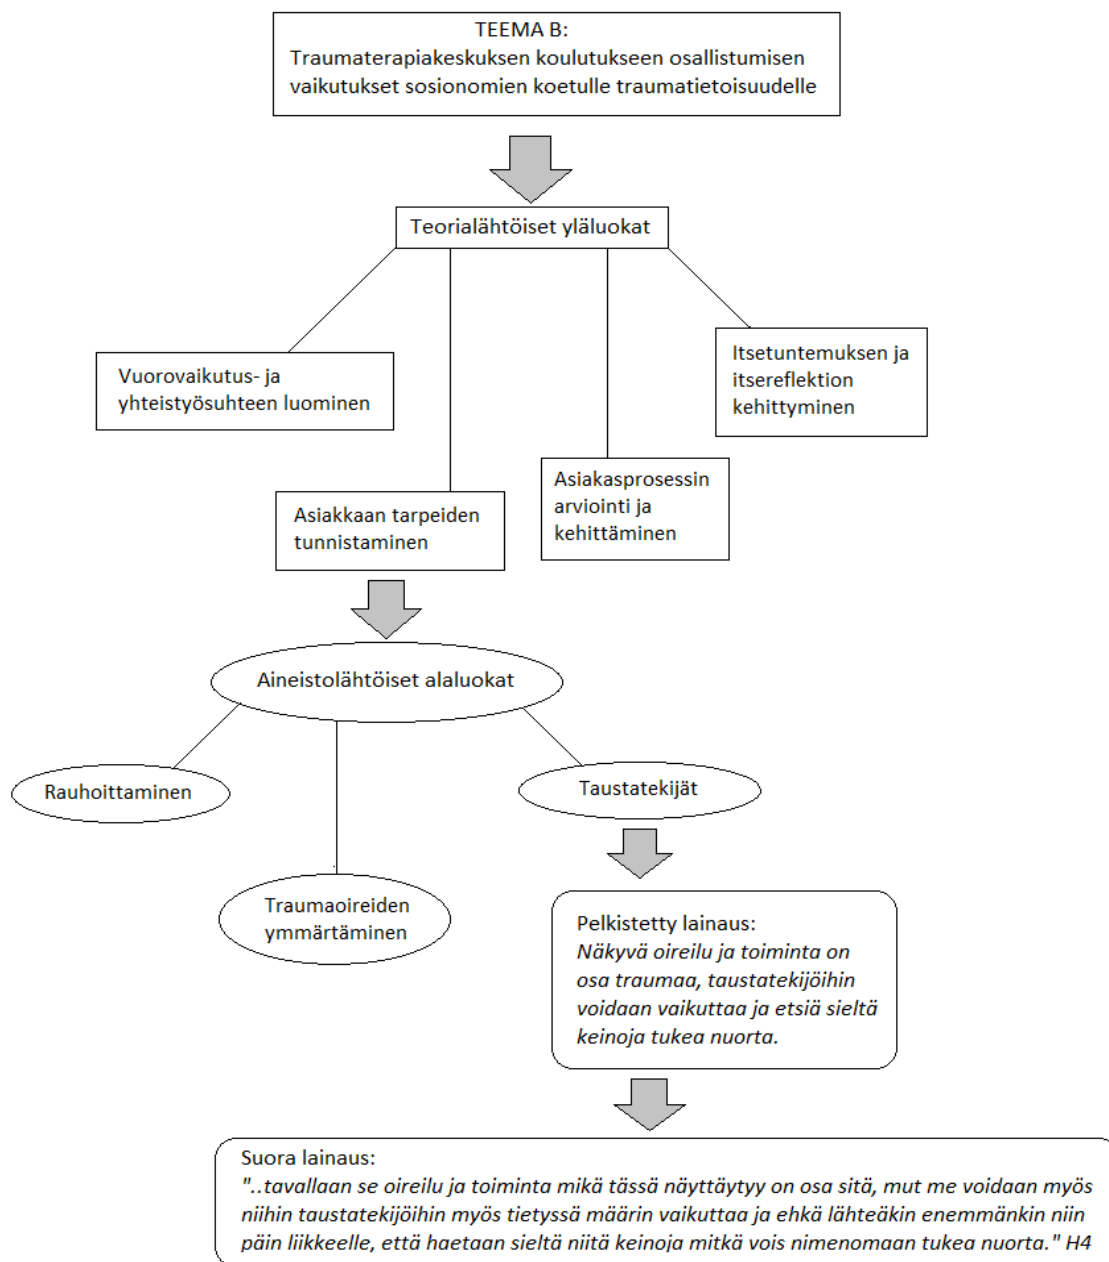 TEEMA B:
Traumaterapiakeskuksen koulutukseen osallistumisen
vaikutukset sosionomien koetulle traumatietoisuudelle
Teorialähtöiset yläluokat
Vuorovaikutus- ja
yhteistyösuhteen luominen
Itsetuntemuksen ja
itsereflektion
kehittyminen
Asiakkaan tarpeiden
tunnistaminen
Asiakasprosessin
arviointi ja
kehittäminen
Aineistolähtöiset alaluokat
Rauhoittaminen
Traumaoireiden
ymmärtäminen
Taustatekijät
Pelkistetty lainaus:
Näkyvä oireilu ja toiminta on
osa traumaa, taustatekijöihin
voidaan vaikuttaa ja etsiä sieltä
keinoja tukea nuorta.
Suora lainaus:
"..tavallaan se oireilu ja toiminta mikä tässä näyttäytyy on osa sitä, mut me voidaan myös
niihin taustatekijöihin myös tietyssä määrin vaikuttaa ja ehkä lähteäkin enemmänkin niin
päin liikkeelle, että haetaan sieltä niitä keinoja mitkä vois nimenomaan tukea nuorta." H4